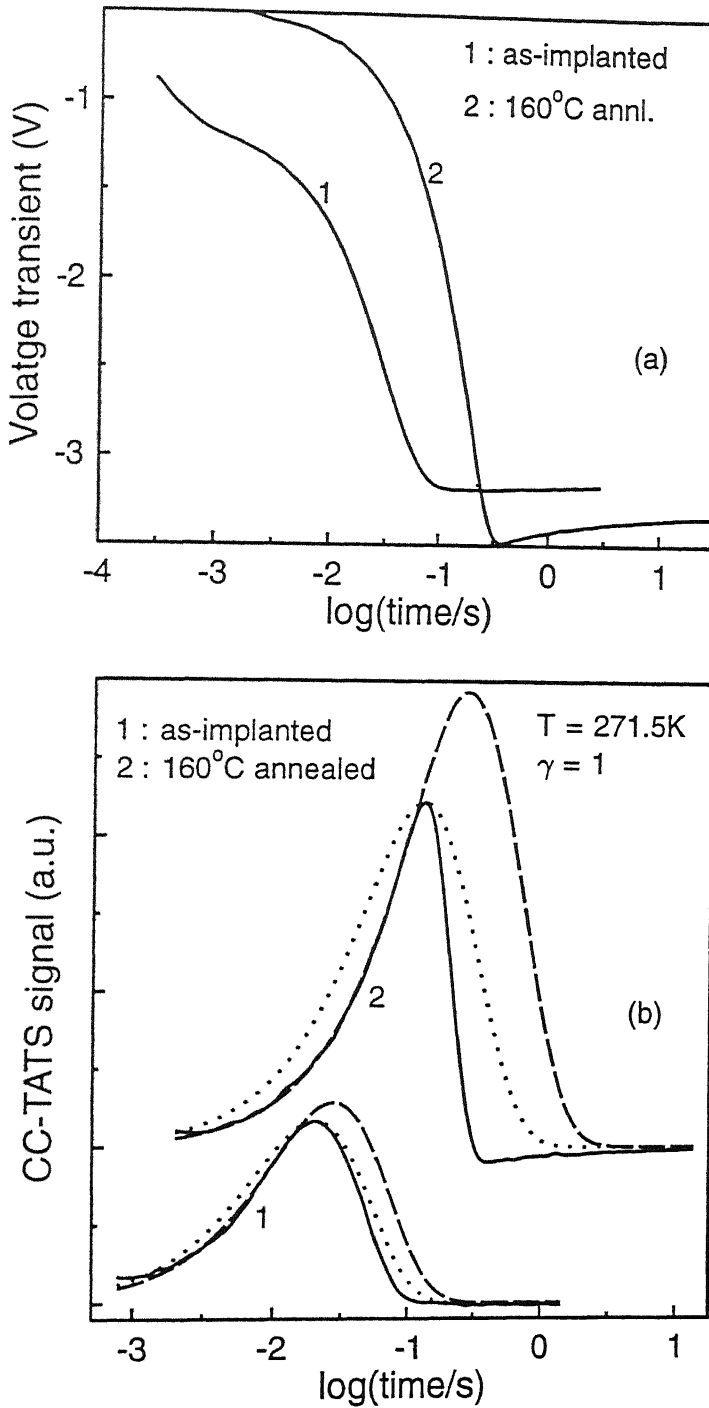 1 : as-implanted
2 : 160°C annl.
-1
-2
-3
Volatge transient (V)
1
2
(a)
-4 -3 -2 -1 0 1
log(time/s)
1 : as-implanted
2 : 160°C annealed
T = 271.5K
γ = 1
CC-TATS signal (a.u.)
2
(b)
1
-3 -2 -1 0 1
log(time/s)